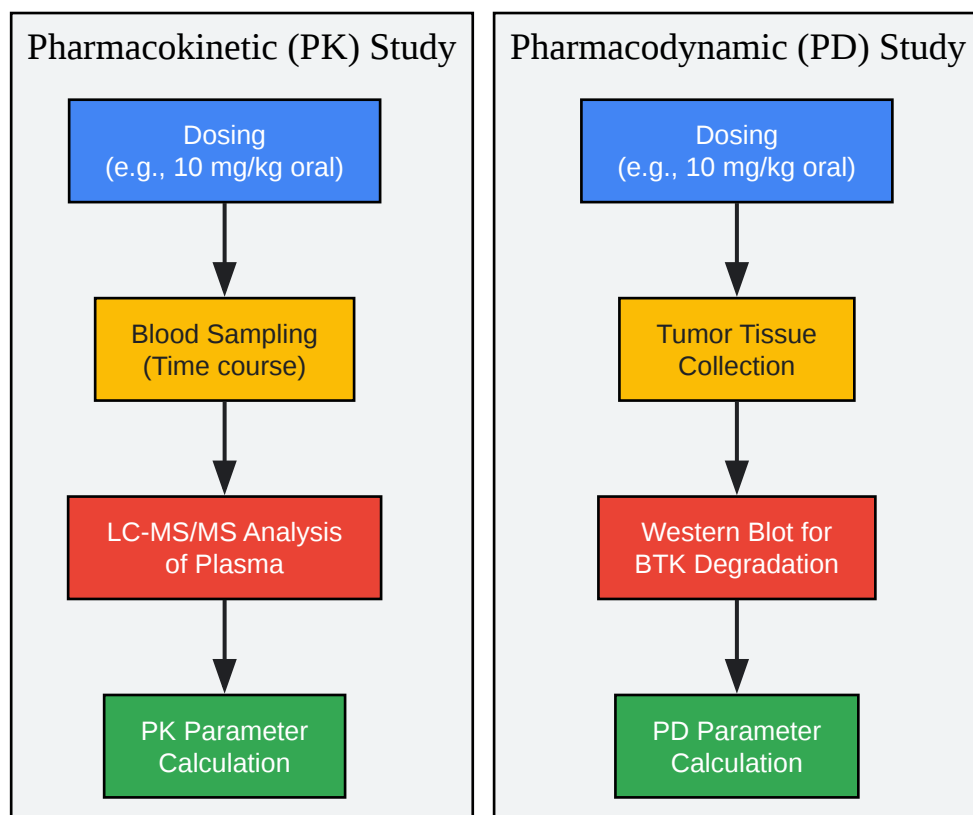 Pharmacokinetic (PK) Study
Dosing
(e.g., 10 mg/kg oral)
Blood Sampling
(Time course)
LC-MS/MS Analysis
of Plasma
PK Parameter
Calculation
Pharmacodynamic (PD) Study
Dosing
(e.g., 10 mg/kg oral)
Tumor Tissue
Collection
Western Blot for
BTK Degradation
PD Parameter
Calculation